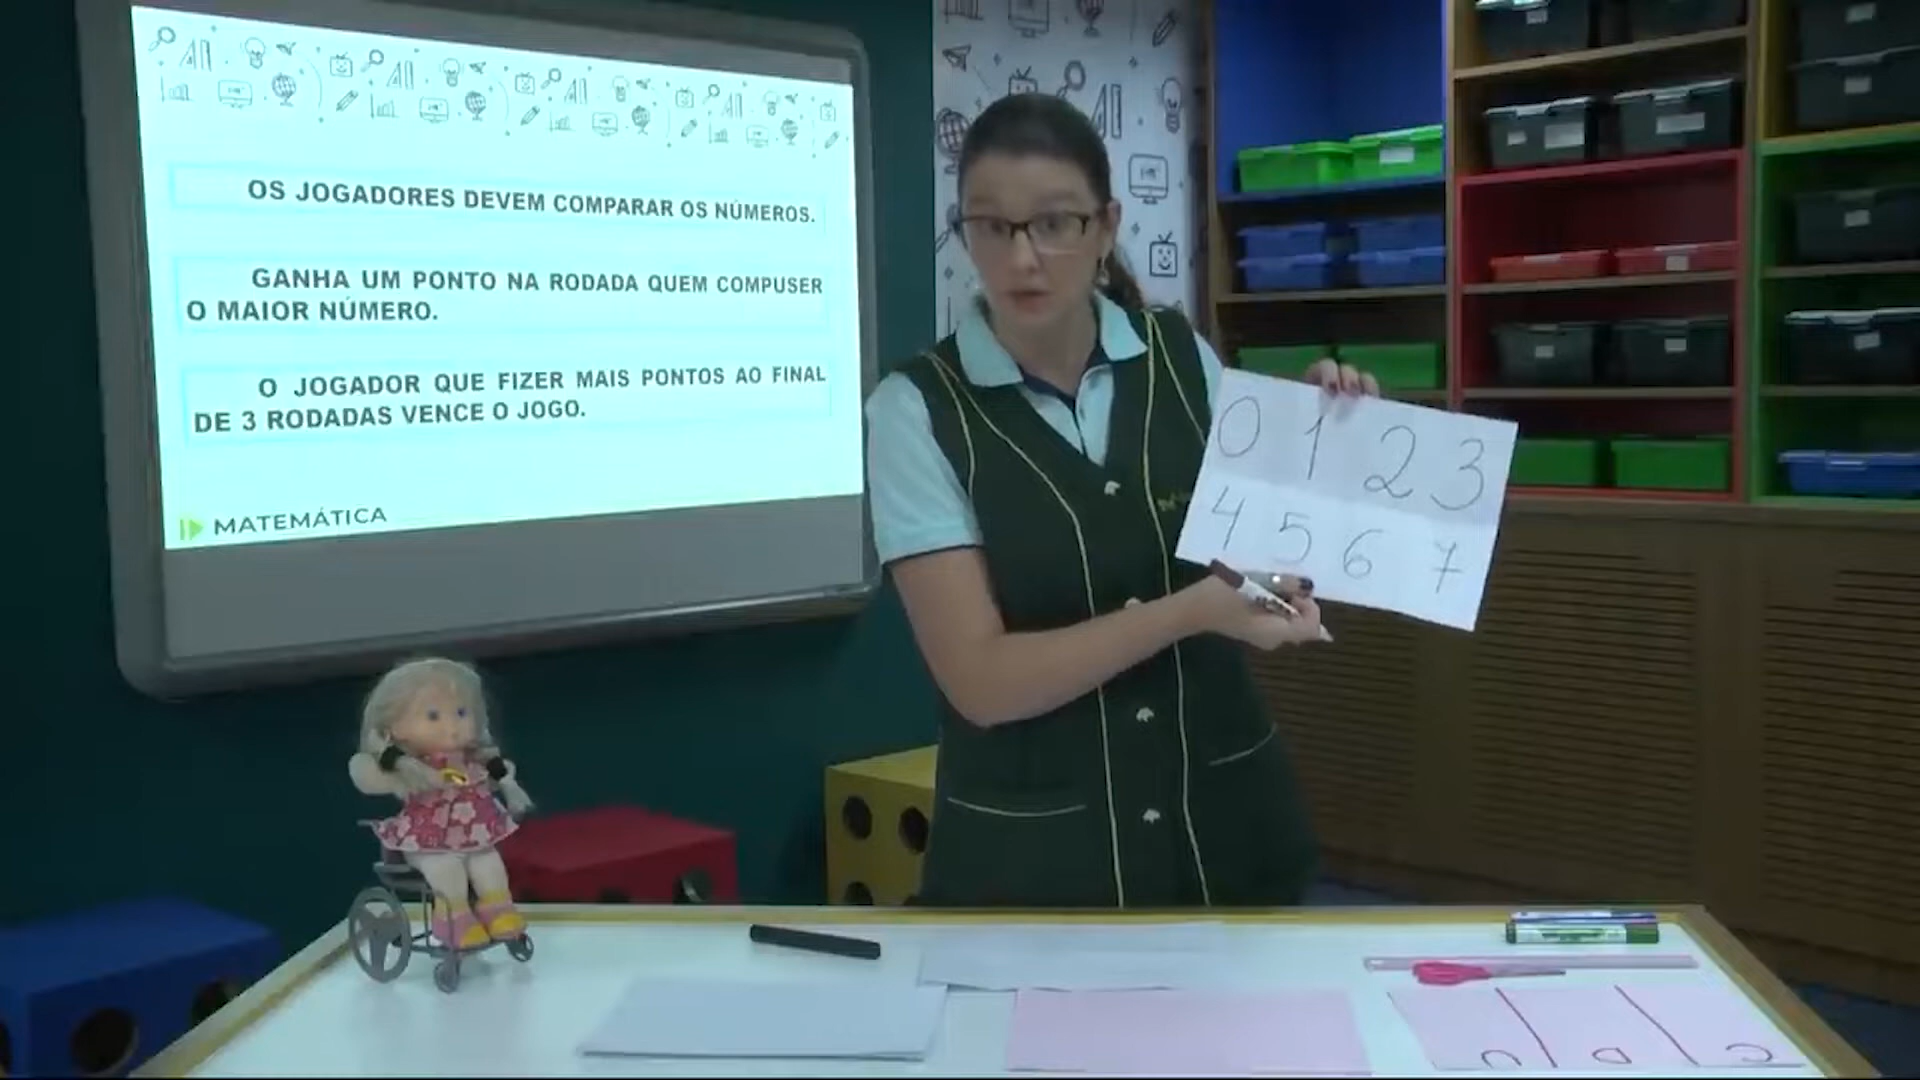 OS JOGADORES DEVEM COMPARAR OS NÚMEROS.
GANHA UM PONTO NA RODADA QUEM COMPUSER
O MAIOR NÚMERO.
O JOGADOR QUE FIZER MAIS PONTOS AO FINAL
DE 3 RODADAS VENCE O JOGO.
MATEMÁTICA
0 1 2 3
4 5 6 7
C D U